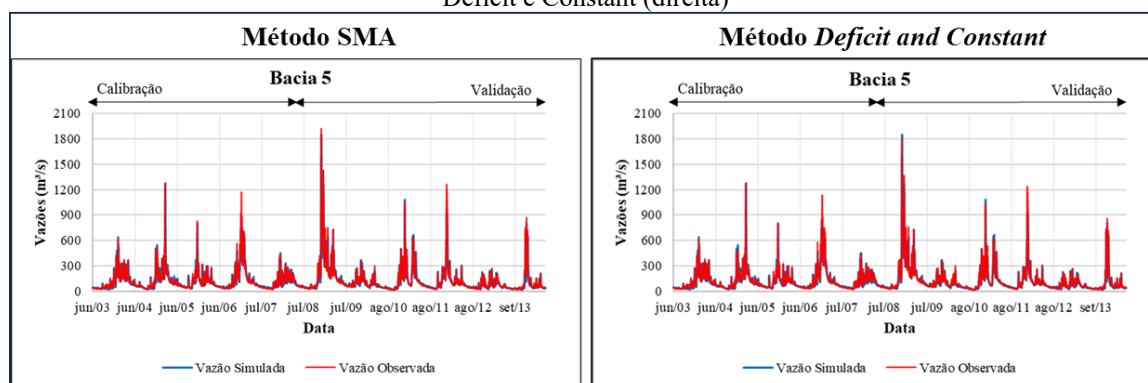 Deficit e Constant (direita)
Método SMA
Bacia 5
Calibração Validação
2100
1800
1500
1200
900
600
300
0
Vazões (m³/s)
jun/03 jun/04 jun/05 jul/06 jul/07 jul/08 jul/09 ago/10 ago/11 ago/12 set/13
Data
Vazão Simulada Vazão Observada
Método Deficit and Constant
Bacia 5
Calibração Validação
2100
1800
1500
1200
900
600
300
0
Vazões (m³/s)
jun/03 jun/04 jun/05 jul/06 jul/07 jul/08 jul/09 ago/10 ago/11 ago/12 set/13
Data
Vazão Simulada Vazão Observada